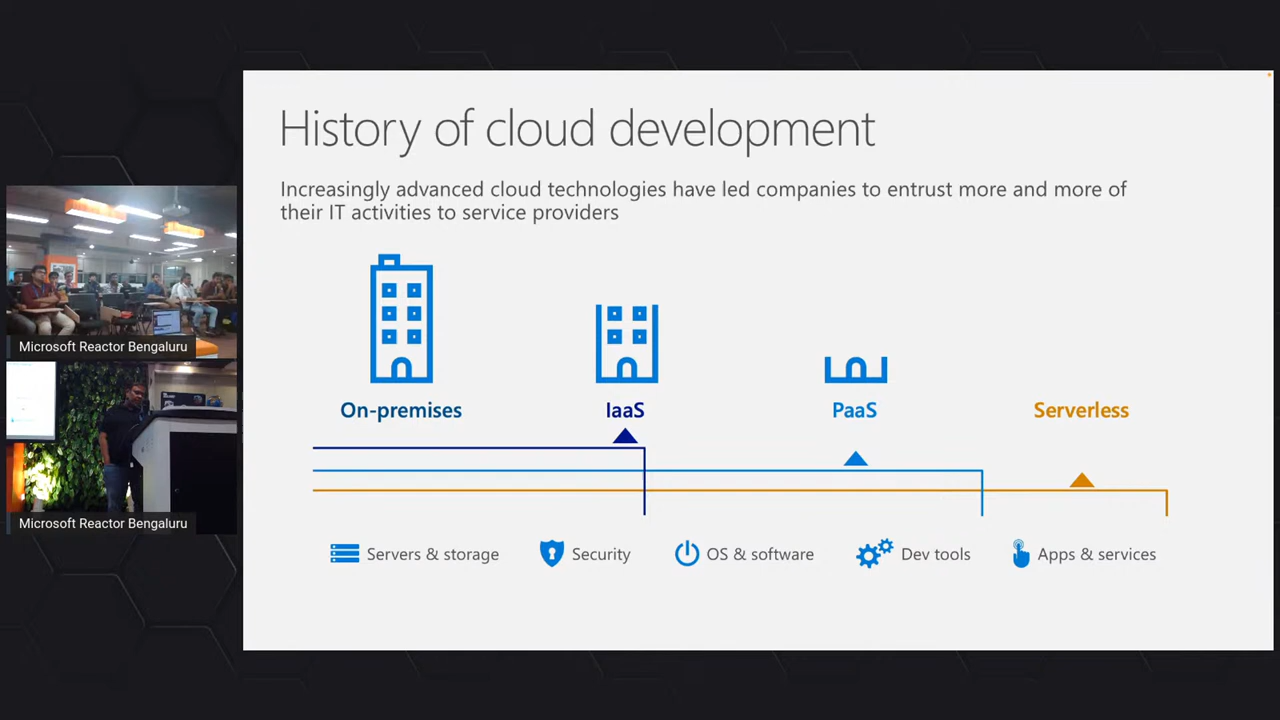 History of cloud development
Increasingly advanced cloud technologies have led companies to entrust more and more of
their IT activities to service providers
On-premises
IaaS
PaaS
Serverless
Servers & storage
Security
OS & software
Dev tools
Apps & services
Microsoft Reactor Bengaluru
Microsoft Reactor Bengaluru